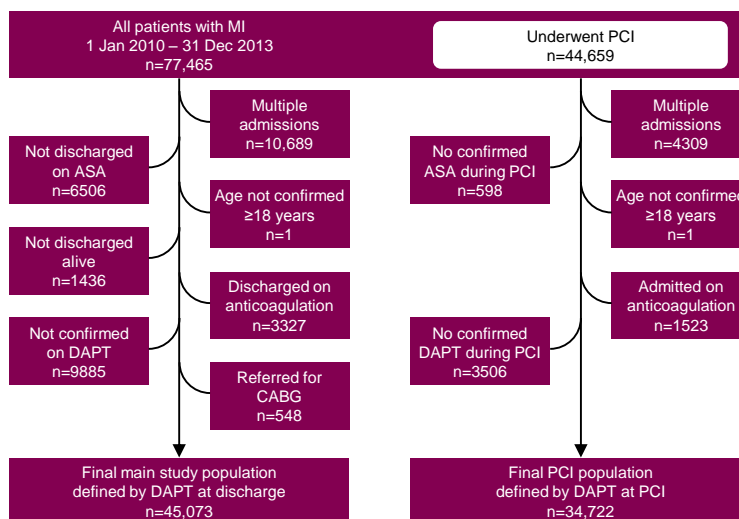 All patients with MI
1 Jan 2010 – 31 Dec 2013
n=77,465
Underwent PCI
n=44,659
Multiple
admissions
n=10,689
Not discharged
on ASA
n=6506
Age not confirmed
≥18 years
n=1
Not discharged
alive
n=1436
Discharged on
anticoagulation
n=3327
Not confirmed
on DAPT
n=9885
Referred for
CABG
n=548
Final main study population
defined by DAPT at discharge
n=45,073
Multiple
admissions
n=4309
No confirmed
ASA during PCI
n=598
Age not confirmed
≥18 years
n=1
Admitted on
anticoagulation
n=1523
No confirmed
DAPT during PCI
n=3506
Final PCI population
defined by DAPT at PCI
n=34,722